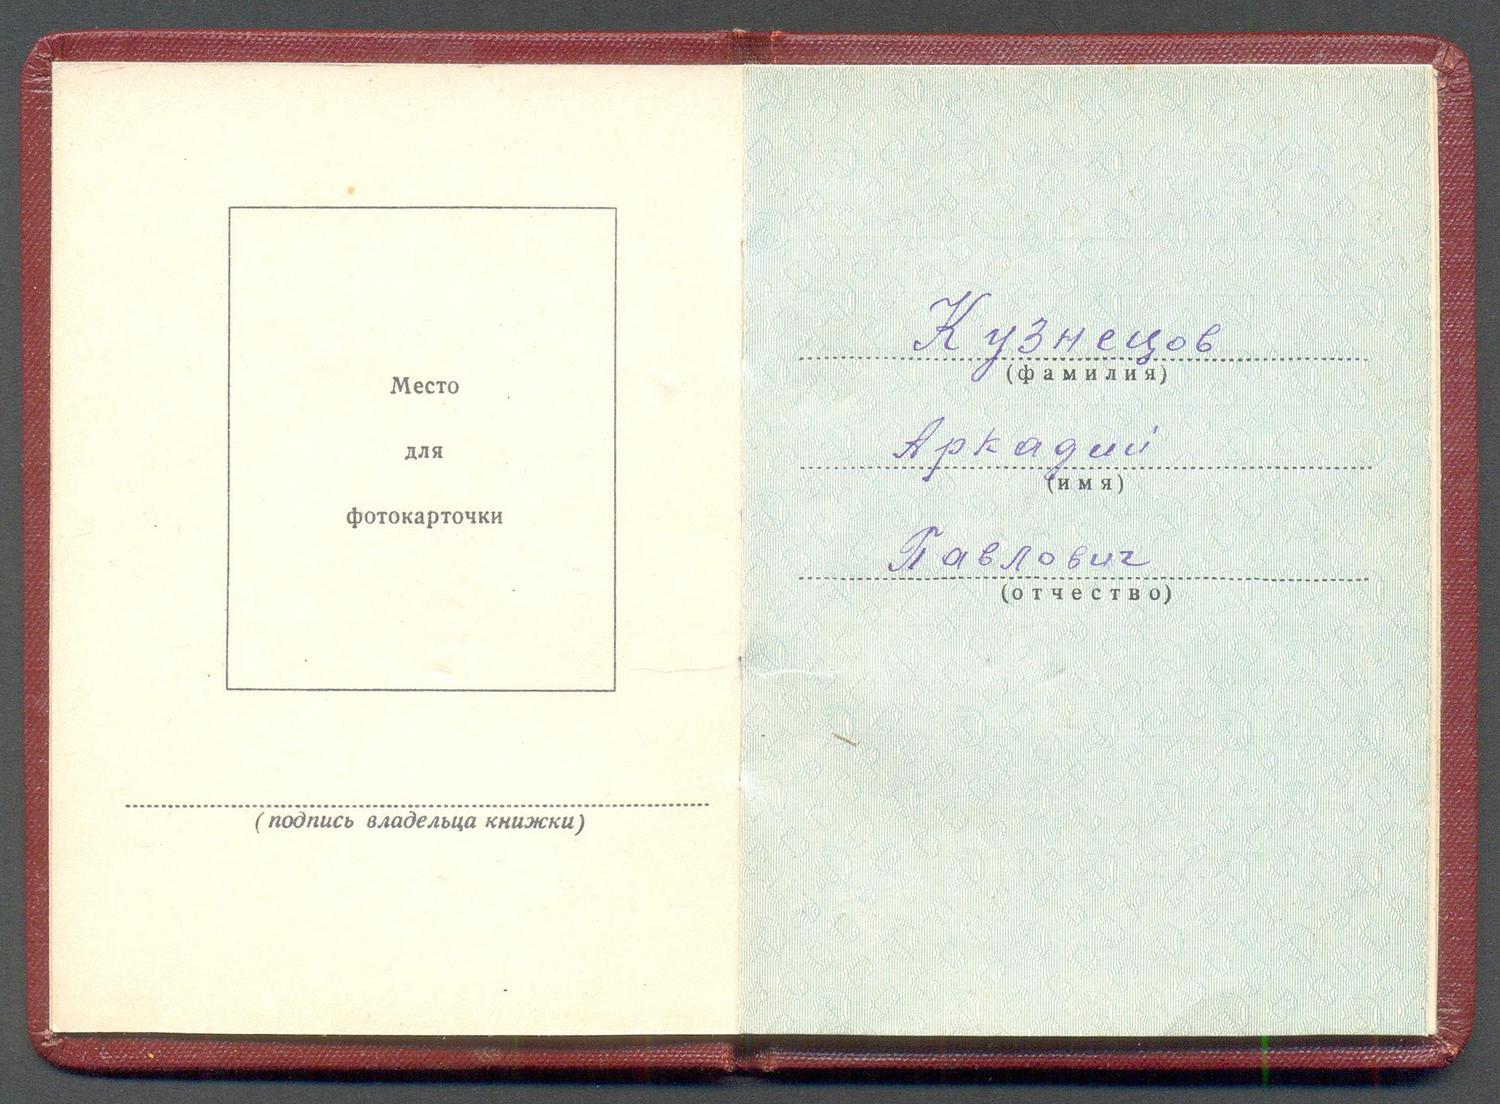 Место
для
фотокарточки
(подпись владельца книжки)
Кузнецов
(фамилия)
Аркадий
(имя)
Павлович
(отчество)